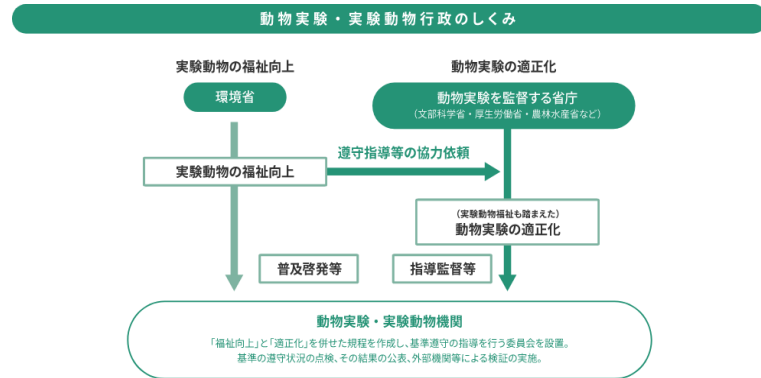 動物実験・実験動物行政のしくみ
実験動物の福祉向上
動物実験の適正化
環境省
動物実験を監督する省庁
（文部科学省・厚生労働省・農林水産省など）
遵守指導等の協力依頼
実験動物の福祉向上
（実験動物福祉も踏まえた）
動物実験の適正化
普及啓発等
指導監督等
動物実験・実験動物機関
「福祉向上」と「適正化」を併せた規程を作成し、基準遵守の指導を行う委員会を設置。
基準の遵守状況の点検、その結果の公表、外部機関等による検証の実施。